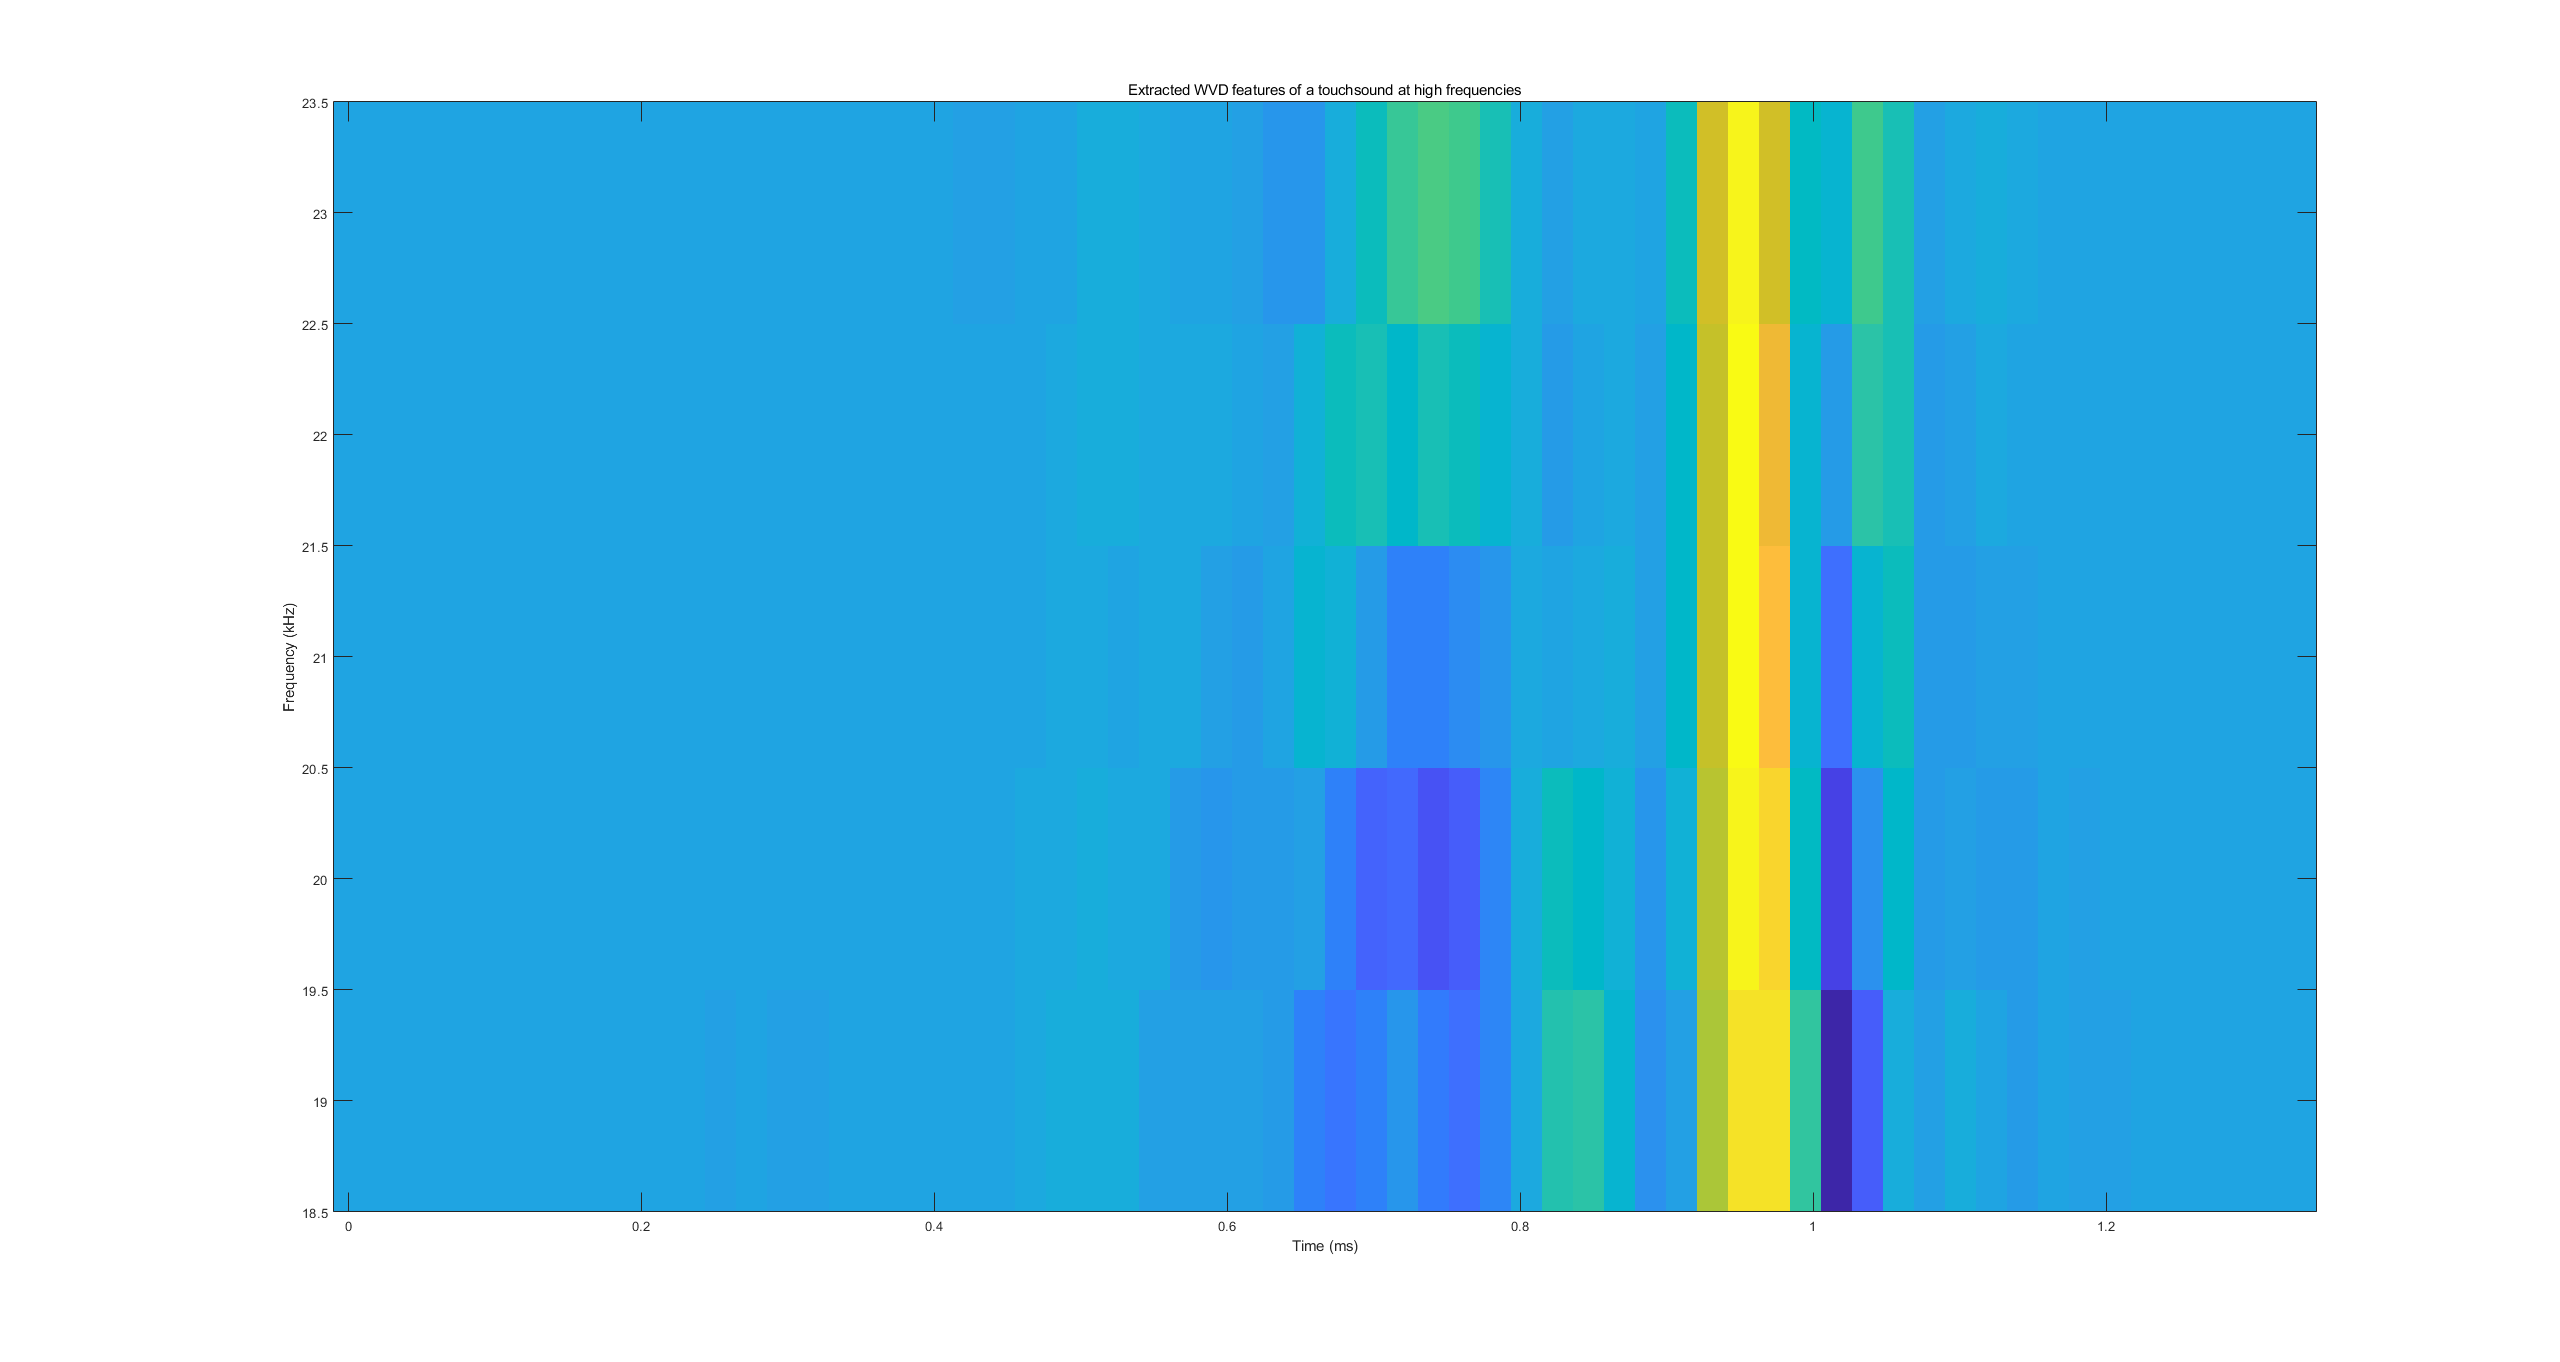 Extracted WVD features of a touchsound at high frequencies
23.5
23
22.5
22
21.5
21
20.5
20
19.5
19
18.5
Frequency (kHz)
0 0.2 0.4 0.6 0.8 1 1.2
Time (ms)